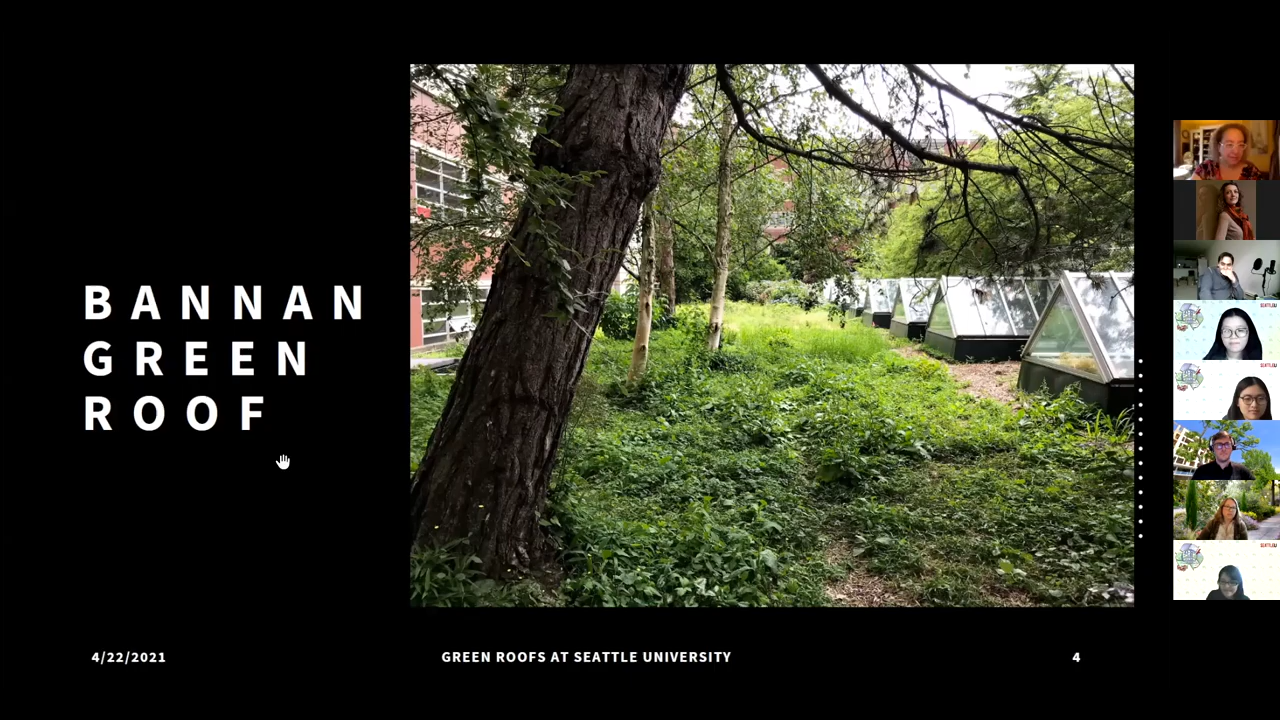 BANNAN
GREEN
ROOF
4/22/2021
GREEN ROOFS AT SEATTLE UNIVERSITY
4